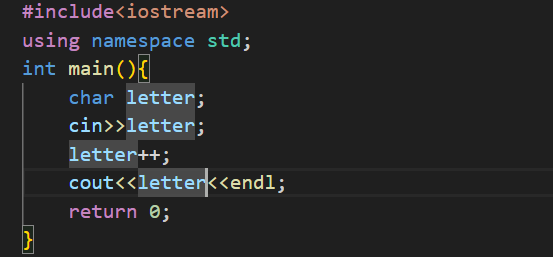 #include<iostream>
using namespace std;
int main(){
    char letter;
    cin>>letter;
    letter++;
    cout<<letter<<endl;
    return 0;
}